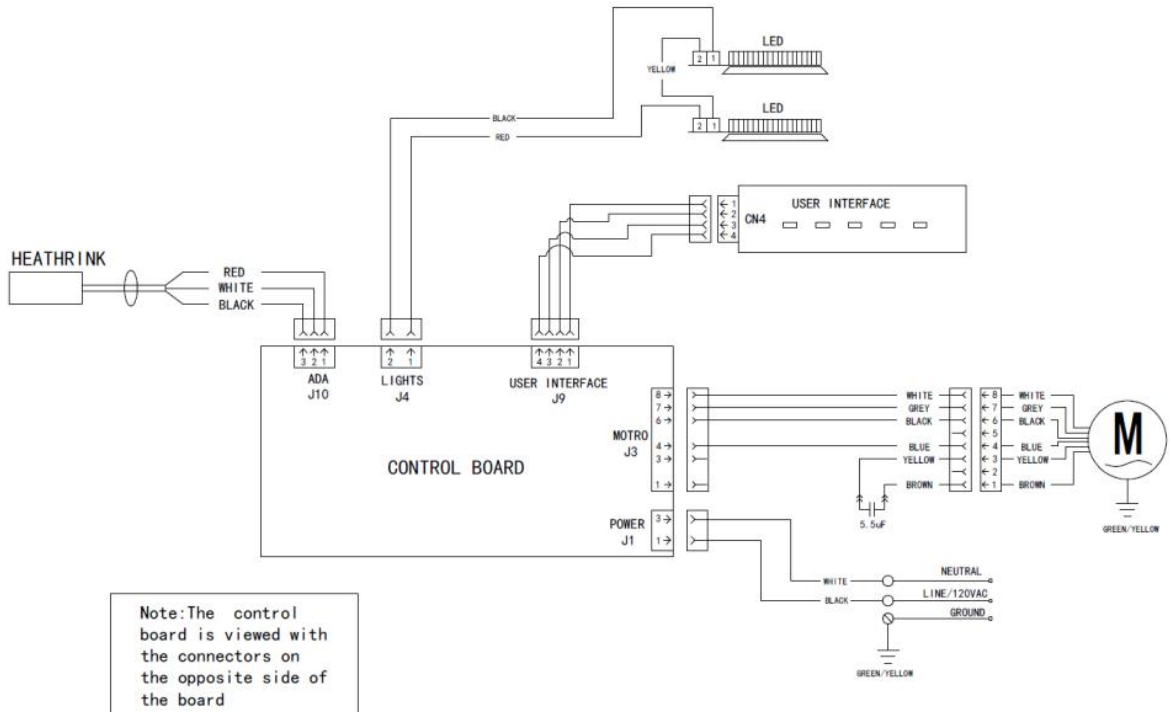 LED
2 1
YELLOW
LED
2 1
BLACK
RED
USER INTERFACE
CN4
1
2
3
4
HEATHRINK
RED
WHITE
BLACK
3 2 1
ADA
J10
2 1
LIGHTS
J4
4 3 2 1
USER INTERFACE
J9
CONTROL BOARD
MOTRO
J3
8
7
6
4
3
1
WHITE
GREY
BLACK
BLUE
YELLOW
BROWN
5.5uF
8
7
6
5
4
3
2
1
WHITE
GREY
BLACK
BLUE
YELLOW
BROWN
M
GREEN/YELLOW
POWER
J1
3
1
WHITE
BLACK
NEUTRAL
LINE/120VAC
GROUND
GREEN/YELLOW
Note:The control
board is viewed with
the connectors on
the opposite side of
the board